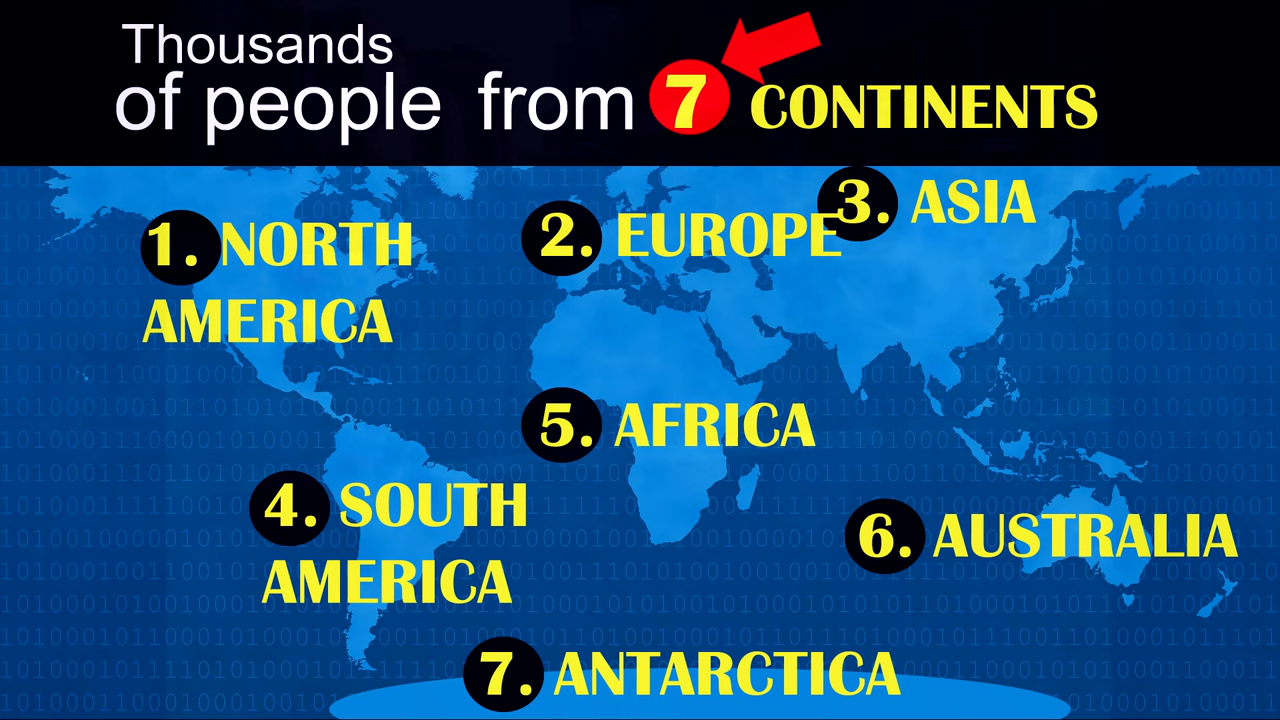 Thousands
of people from 7 CONTINENTS
1. NORTH
AMERICA
2. EUROPE
3. ASIA
4. SOUTH
AMERICA
5. AFRICA
6. AUSTRALIA
7. ANTARCTICA